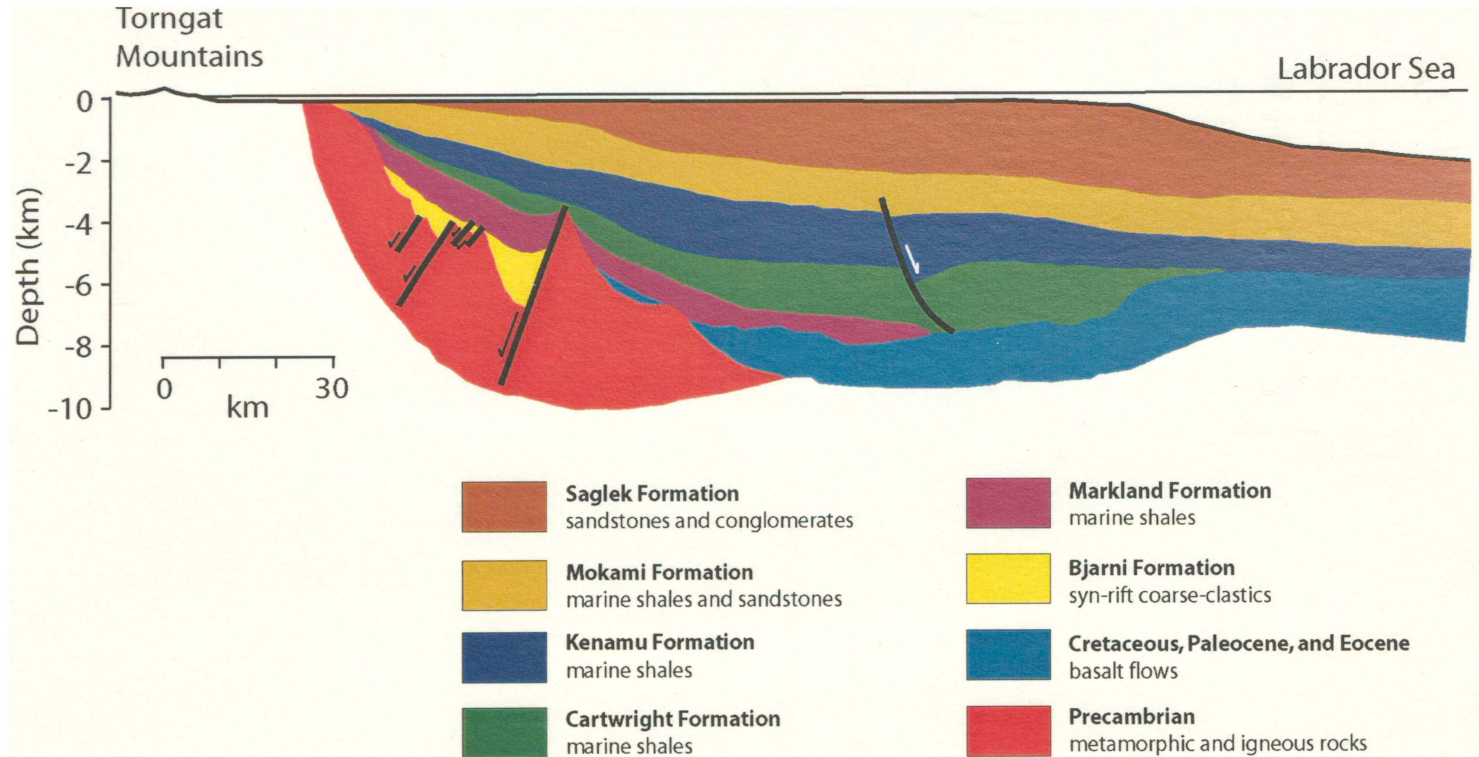 Torngat
Mountains
Labrador Sea
0
-2
-4
-6
-8
-10
Depth (km)
0 30
km
Saglek Formation
sandstones and conglomerates
Mokami Formation
marine shales and sandstones
Kenamu Formation
marine shales
Cartwright Formation
marine shales
Markland Formation
marine shales
Bjarni Formation
syn-rift coarse-clastics
Cretaceous, Paleocene, and Eocene
basalt flows
Precambrian
metamorphic and igneous rocks